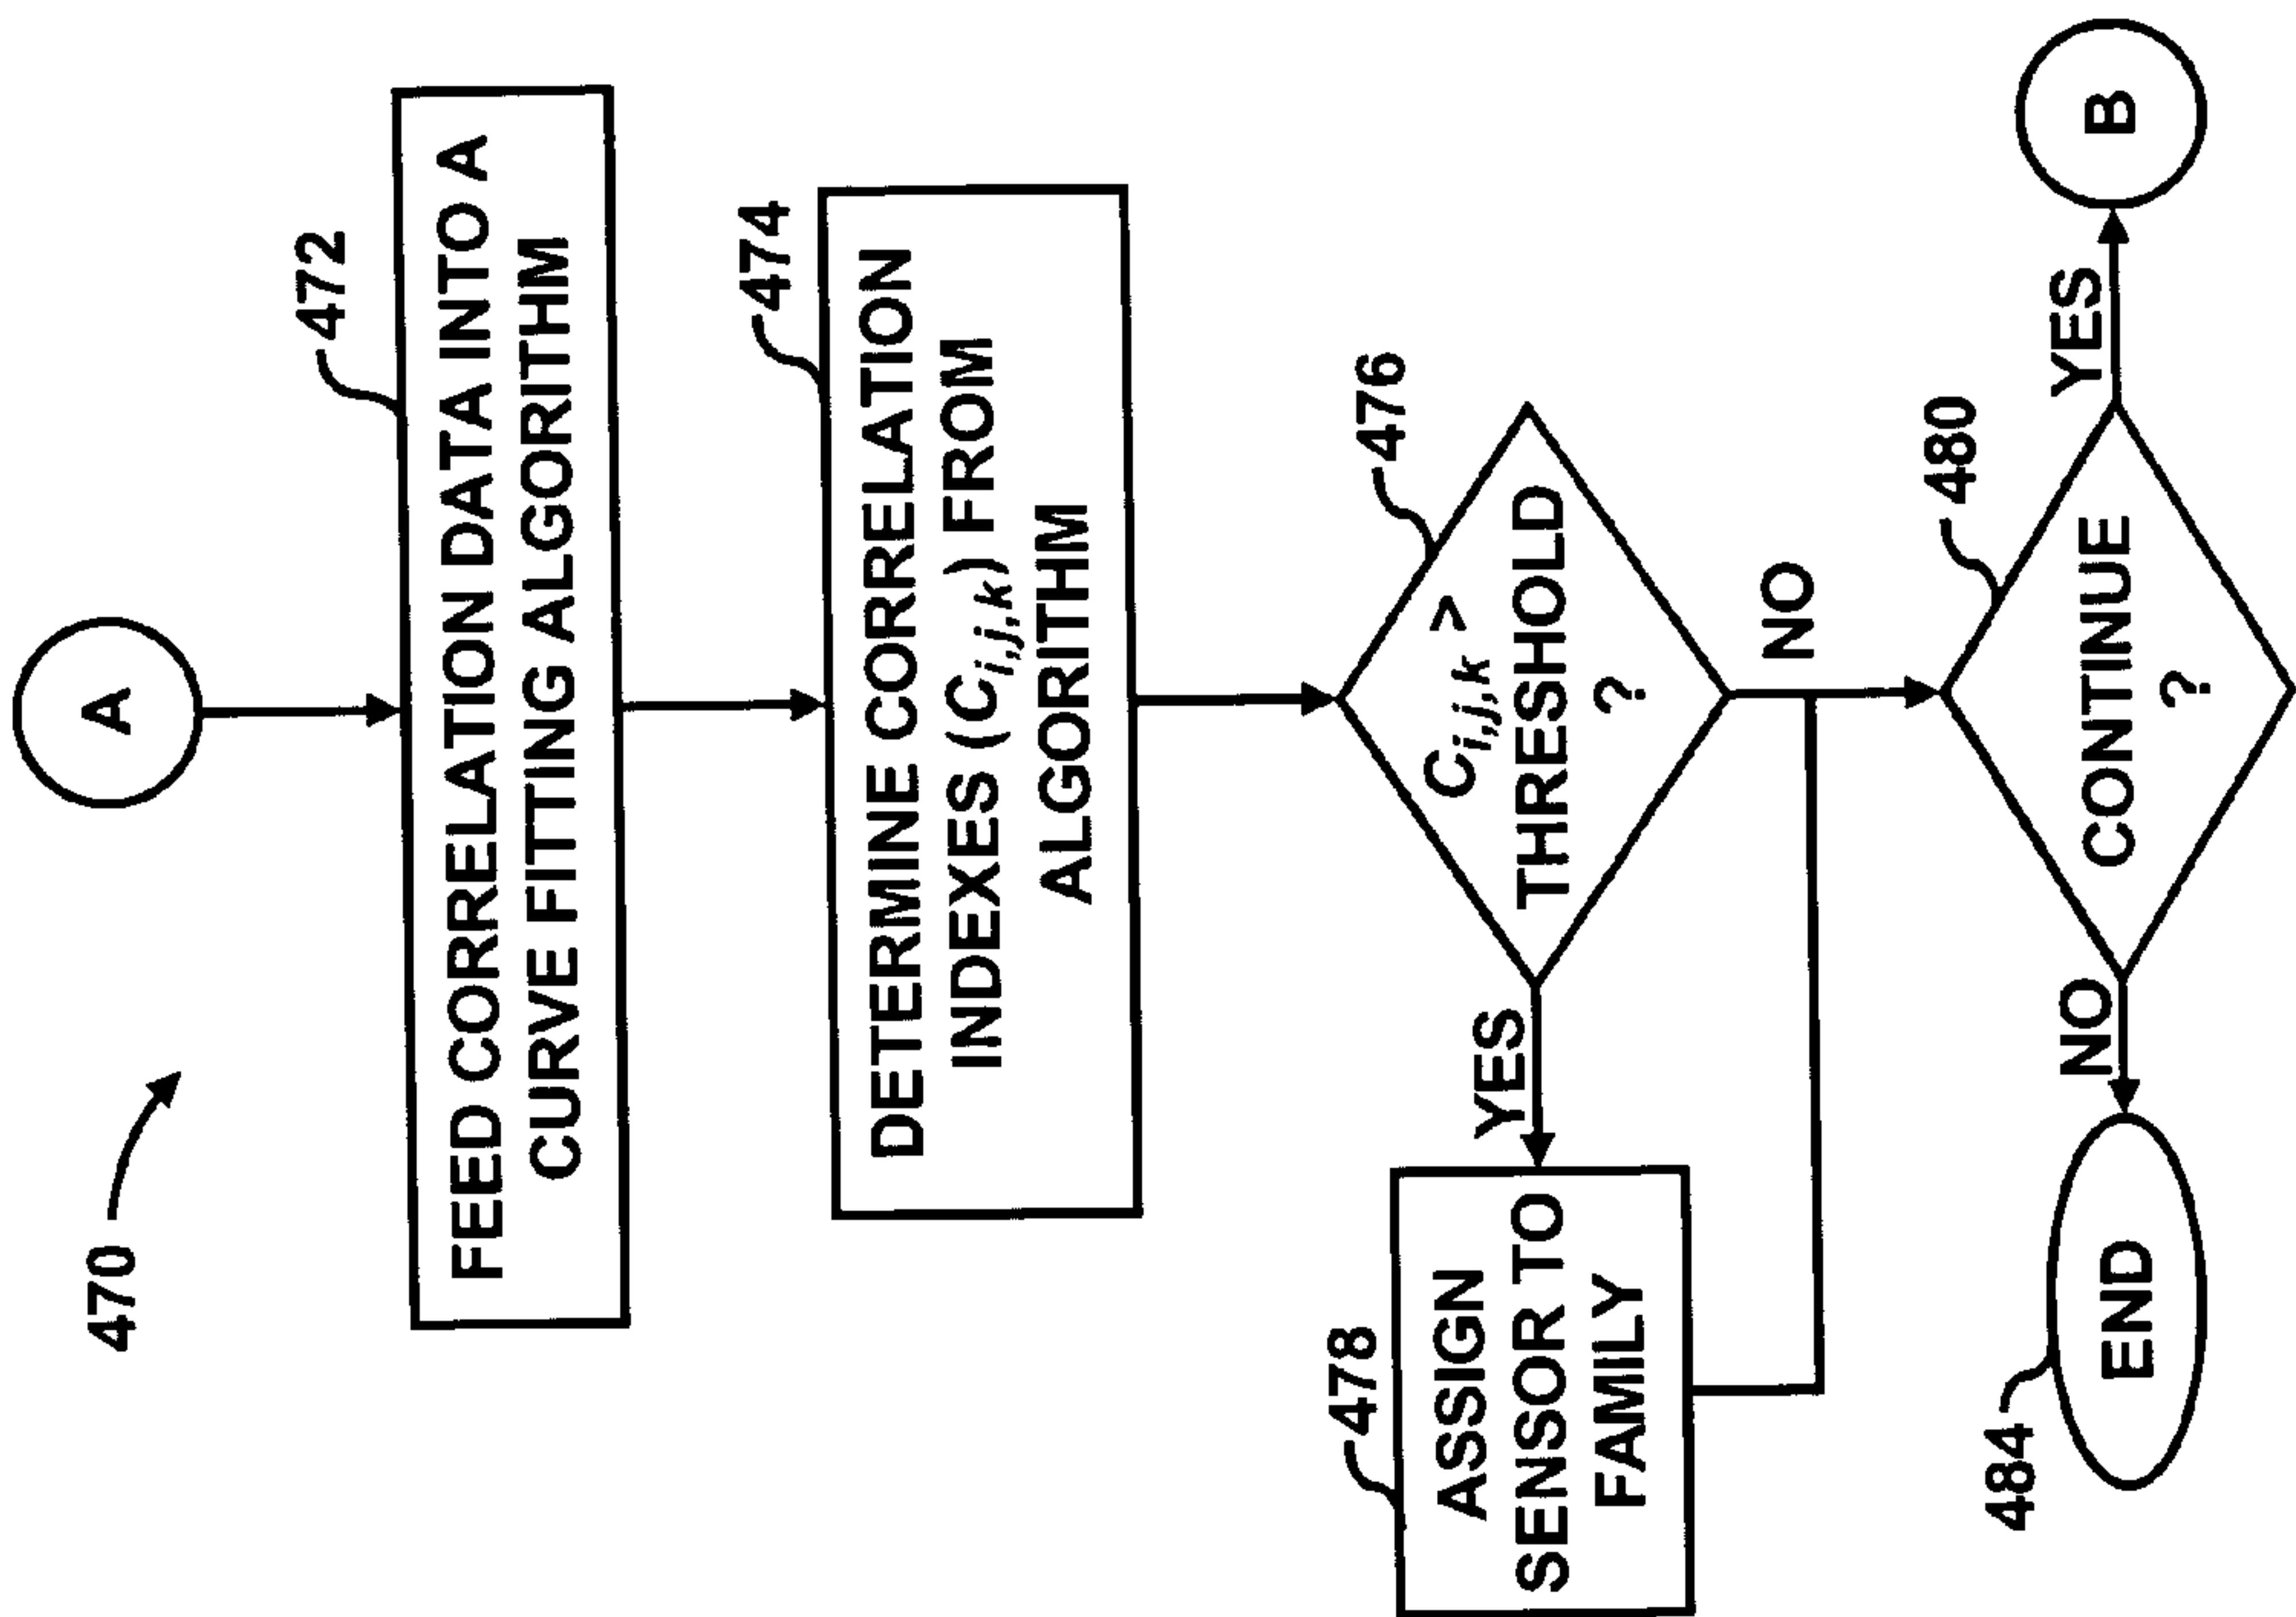 470
A
472
FEED CORRELATION DATA INTO A
CURVE FITTING ALGORITHM
474
DETERMINE CORRELATION
INDEXES (Ci,j,k) FROM
ALGORITHM
476
Ci,j,k >
THRESHOLD
?
YES
NO
478
ASSIGN
SENSOR TO
FAMILY
480
CONTINUE
?
NO
YES
484
END
B